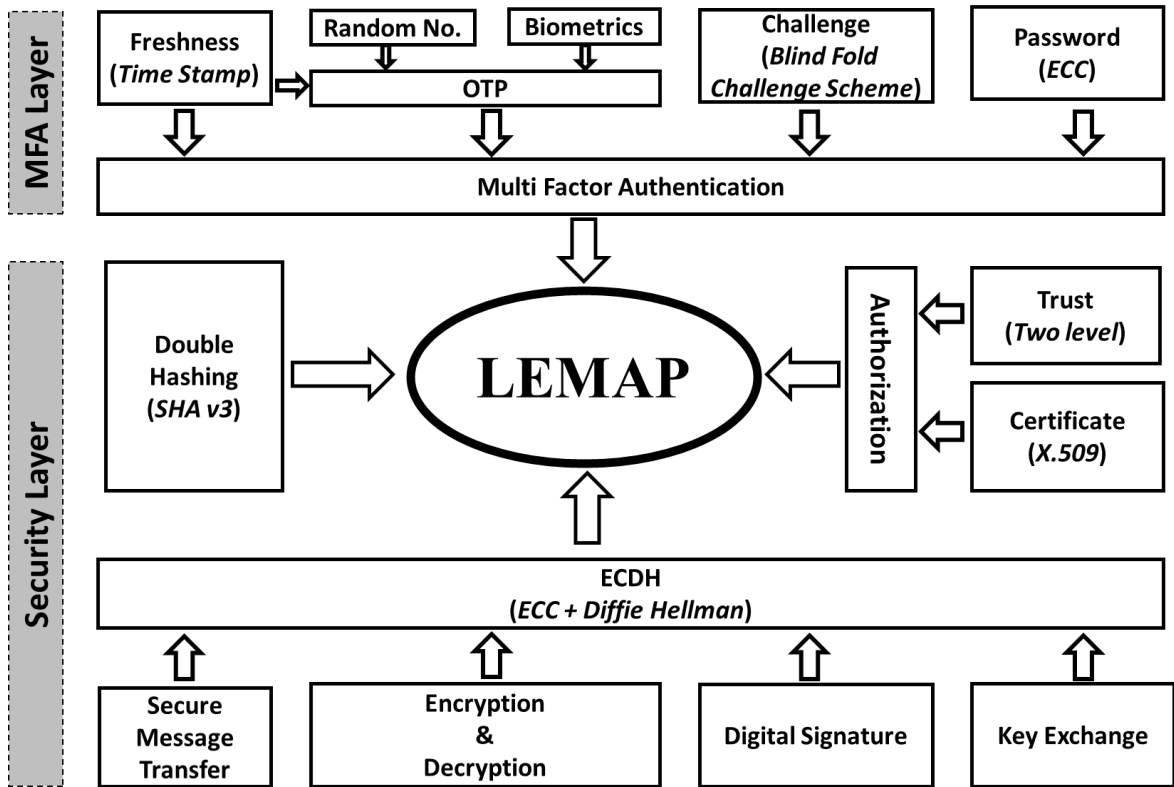 MFA Layer
Freshness
(Time Stamp)
Random No.
Biometrics
OTP
Challenge
(Blind Fold
Challenge Scheme)
Password
(ECC)
Multi Factor Authentication
Security Layer
Double
Hashing
(SHA v3)
LEMAP
Authorization
Trust
(Two level)
Certificate
(X.509)
ECDH
(ECC + Diffie Hellman)
Secure
Message
Transfer
Encryption
&
Decryption
Digital Signature
Key Exchange